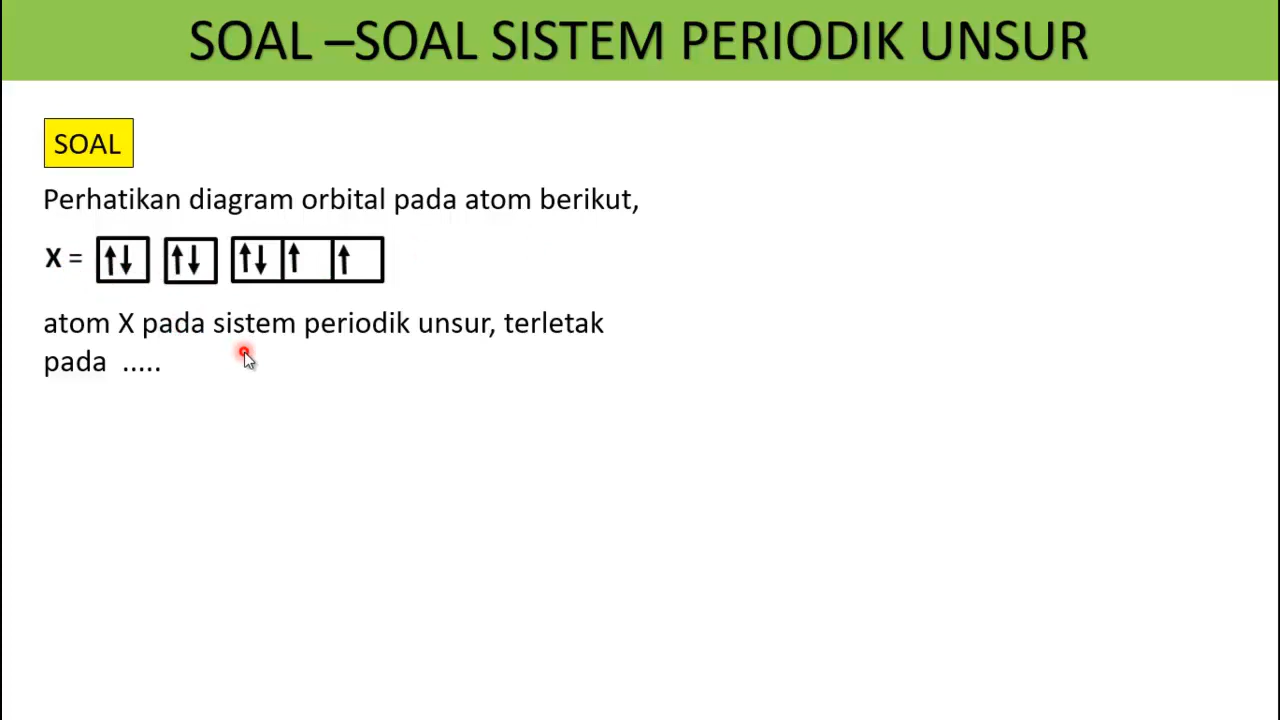 SOAL –SOAL SISTEM PERIODIK UNSUR
SOAL
Perhatikan diagram orbital pada atom berikut,
X = ↑↓ ↑↓ ↑↓ ↑ ↑
atom X pada sistem periodik unsur, terletak
pada .....